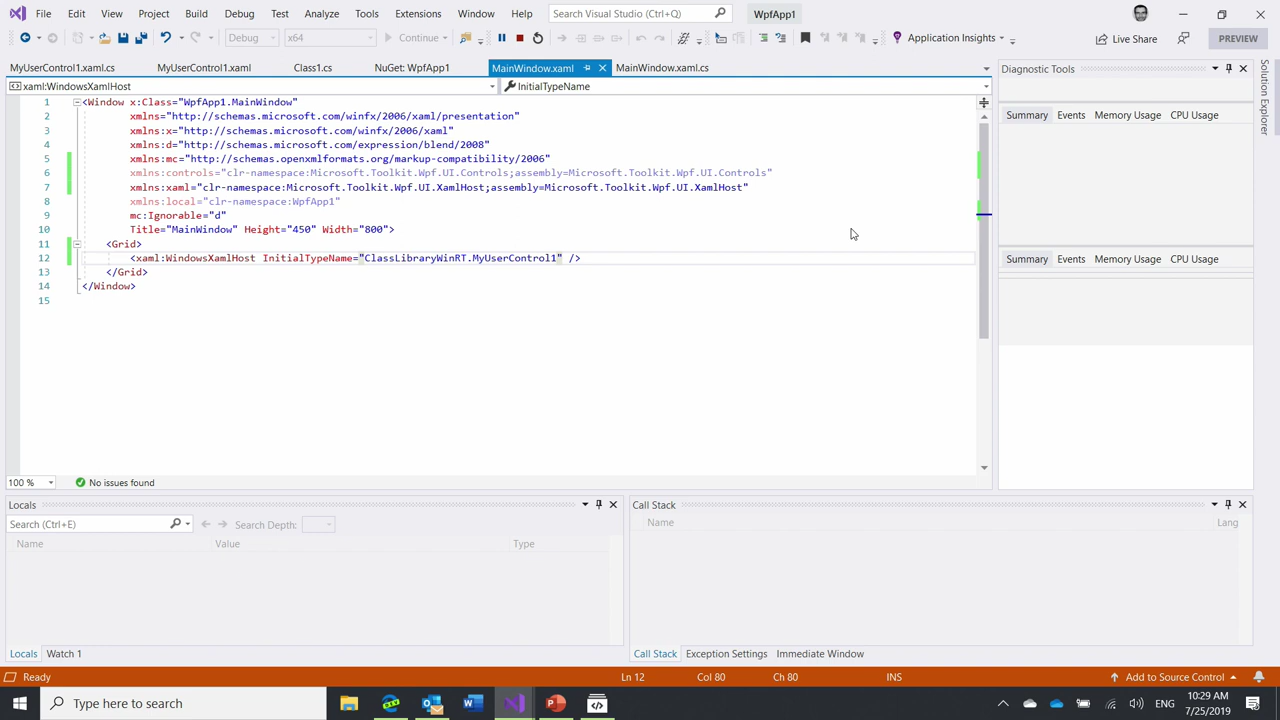 File Edit View Project Build Debug Test Analyze Tools Extensions Window Help Search Visual Studio (Ctrl+Q) WpfApp1
Debug x64 Continue Application Insights Live Share PREVIEW
MyUserControl1.xaml.cs MyUserControl1.xaml Class1.cs NuGet: WpfApp1 MainWindow.xaml MainWindow.xaml.cs
xaml:WindowsXamlHost InitialTypeName
1 <Window x:Class="WpfApp1.MainWindow"
2 xmlns="http://schemas.microsoft.com/winfx/2006/xaml/presentation"
3 xmlns:x="http://schemas.microsoft.com/winfx/2006/xaml"
4 xmlns:d="http://schemas.microsoft.com/expression/blend/2008"
5 xmlns:mc="http://schemas.openxmlformats.org/markup-compatibility/2006"
6 xmlns:controls="clr-namespace:Microsoft.Toolkit.Wpf.UI.Controls;assembly=Microsoft.Toolkit.Wpf.UI.Controls"
7 xmlns:xaml="clr-namespace:Microsoft.Toolkit.Wpf.UI.XamlHost;assembly=Microsoft.Toolkit.Wpf.UI.XamlHost"
8 xmlns:local="clr-namespace:WpfApp1"
9 mc:Ignorable="d"
10 Title="MainWindow" Height="450" Width="800">
11 <Grid>
12 <xaml:WindowsXamlHost InitialTypeName="ClassLibraryWinRT.MyUserControl1" />
13 </Grid>
14 </Window>
15
100 % No issues found
Diagnostic Tools
Summary Events Memory Usage CPU Usage
Summary Events Memory Usage CPU Usage
Solution Explorer
Locals
Search (Ctrl+E) Search Depth:
Name Value Type
Locals Watch 1
Call Stack
Name Lang
Call Stack Exception Settings Immediate Window
Ready Ln 12 Col 80 Ch 80 INS Add to Source Control
Type here to search ENG 10:29 AM
7/25/2019